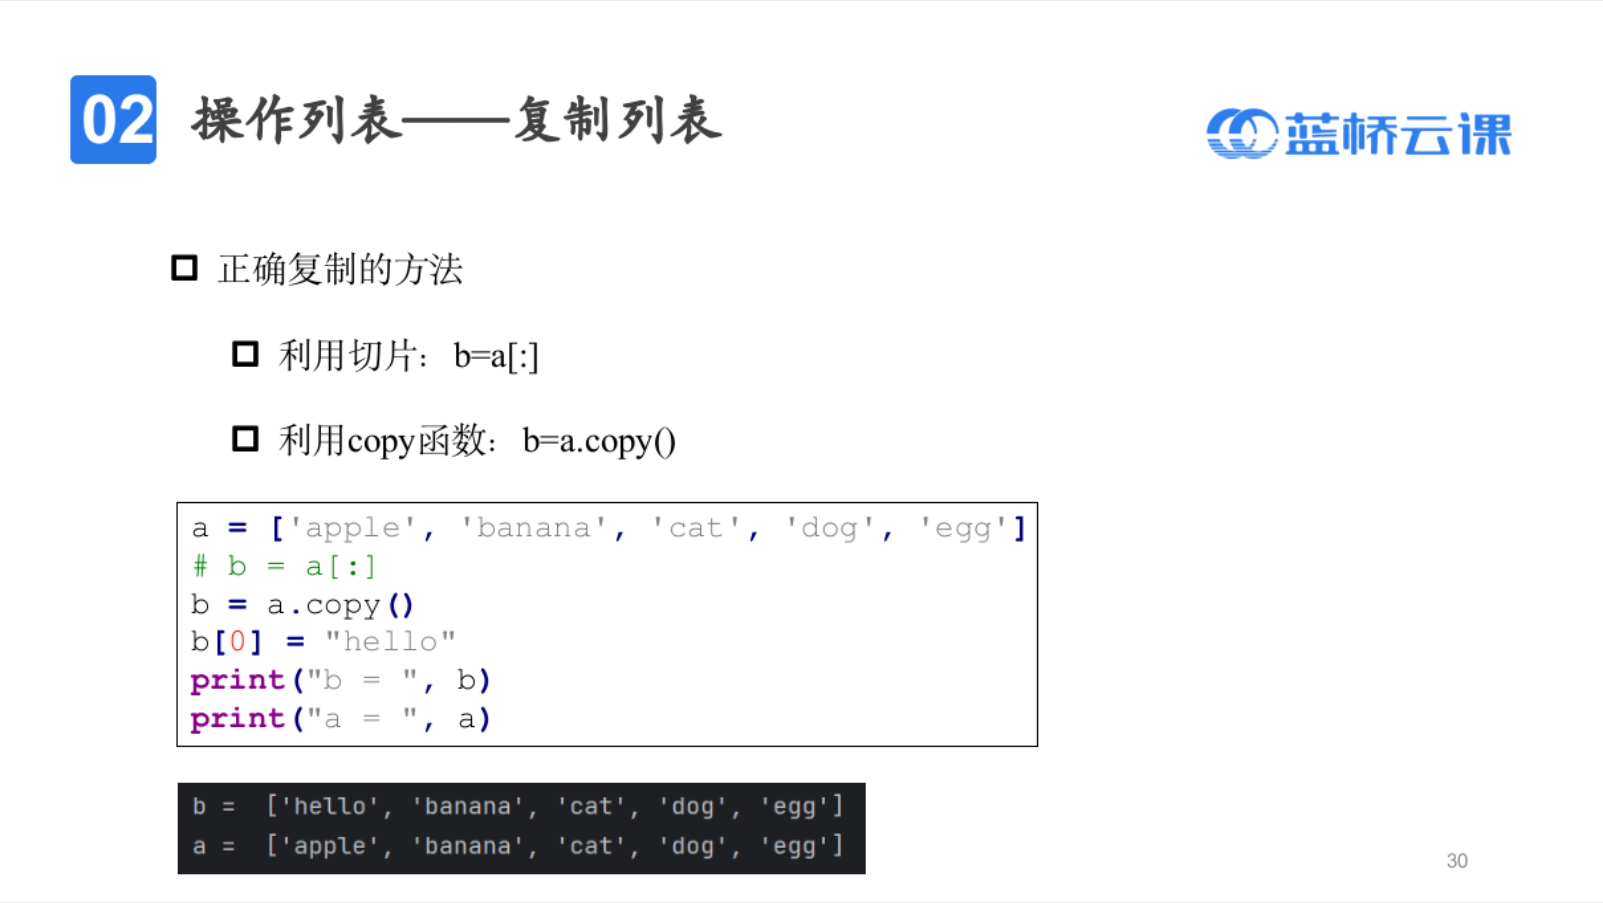 02 操作列表——复制列表
蓝桥云课
正确复制的方法
利用切片：b=a[:]
利用copy函数：b=a.copy()
a = ['apple', 'banana', 'cat', 'dog', 'egg']
# b = a[:]
b = a.copy()
b[0] = "hello"
print("b = ", b)
print("a = ", a)
b =  ['hello', 'banana', 'cat', 'dog', 'egg']
a =  ['apple', 'banana', 'cat', 'dog', 'egg']
30